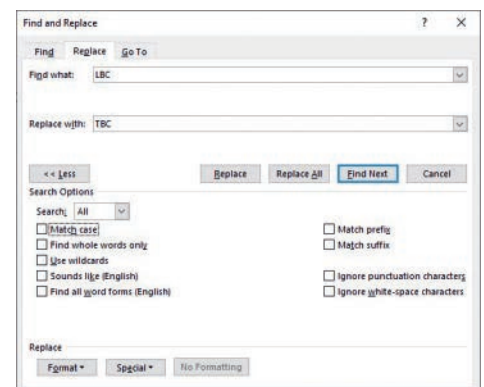 Find and Replace ? ×
Find Replace Go To
Find what: LBC
Replace with: TBC
<< Less Replace Replace All Find Next Cancel
Search Options
Search: All
Match case Match prefix
Find whole words only Match suffix
Use wildcards
Sounds like (English) Ignore punctuation characters
Find all word forms (English) Ignore white-space characters
Replace
Format Special No Formatting